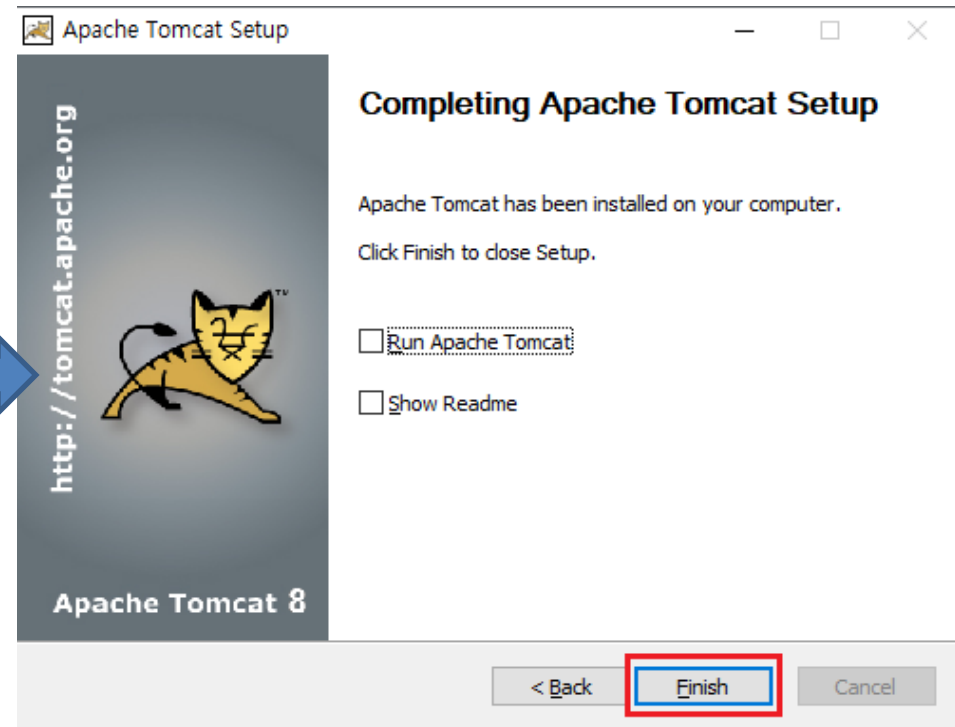 Apache Tomcat Setup
http://tomcat.apache.org
TM
Apache Tomcat 8
Completing Apache Tomcat Setup
Apache Tomcat has been installed on your computer.
Click Finish to close Setup.
Run Apache Tomcat
Show Readme
< Back
Finish
Cancel